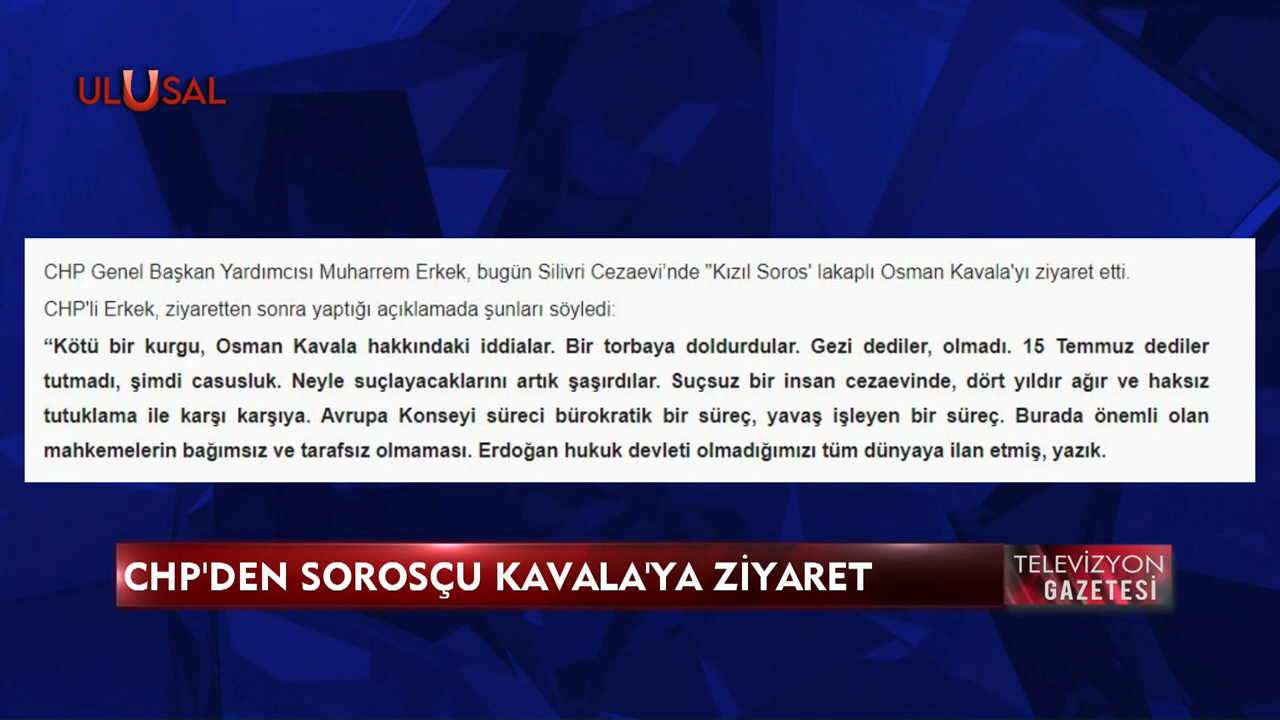 ULUSAL
CHP Genel Başkan Yardımcısı Muharrem Erkek, bugün Silivri Cezaevi’nde "Kızıl Soros' lakaplı Osman Kavala'yı ziyaret etti.
CHP'li Erkek, ziyaretten sonra yaptığı açıklamada şunları söyledi:
“Kötü bir kurgu, Osman Kavala hakkındaki iddialar. Bir torbaya doldurdular. Gezi dediler, olmadı. 15 Temmuz dediler
tutmadı, şimdi casusluk. Neyle suçlayacaklarını artık şaşırdılar. Suçsuz bir insan cezaevinde, dört yıldır ağır ve haksız
tutuklama ile karşı karşıya. Avrupa Konseyi süreci bürokratik bir süreç, yavaş işleyen bir süreç. Burada önemli olan
mahkemelerin bağımsız ve tarafsız olmaması. Erdoğan hukuk devleti olmadığımızı tüm dünyaya ilan etmiş, yazık.
CHP'DEN SOROSÇU KAVALA'YA ZİYARET
TELEVİZYON
GAZETESİ